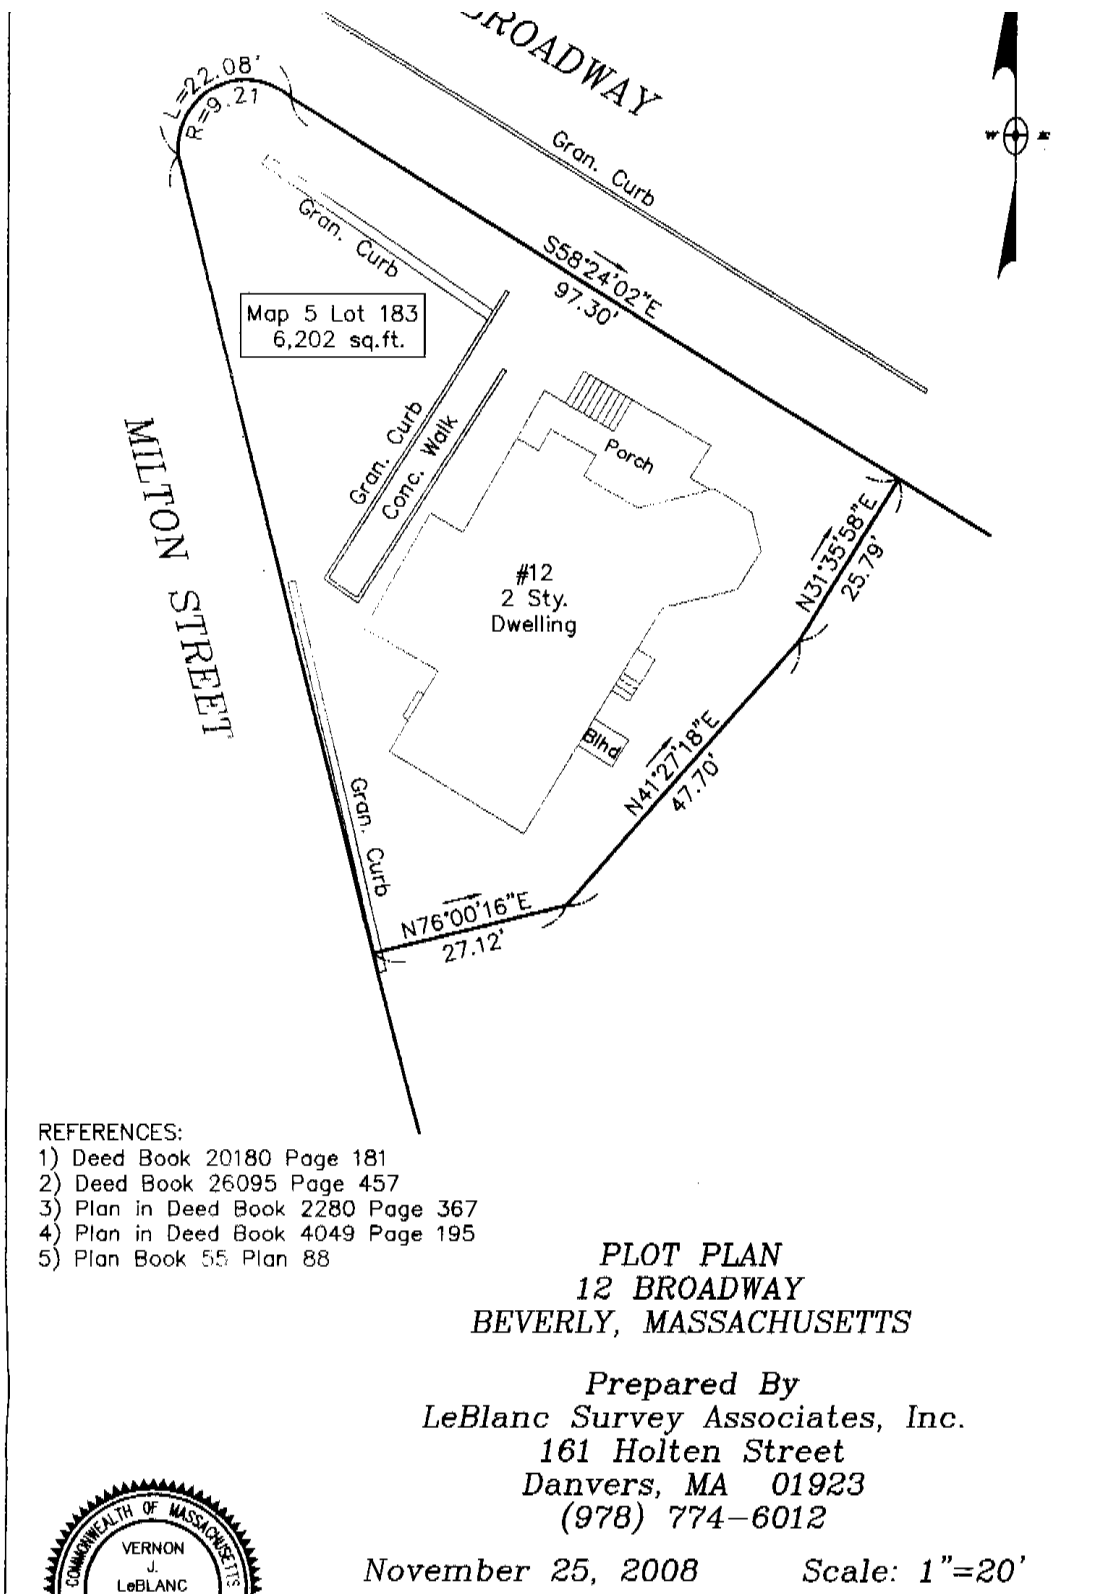 BROADWAY
L=22.08'
R=9.21
W
E
Gran. Curb
Gran. Curb
S58°24'02"E
97.30'
Map 5 Lot 183
6,202 sq.ft.
MILTON STREET
Gran. Curb
Conc. Walk
Porch
#12
2 Sty.
Dwelling
N31°35'58"E
25.79'
Blhd
N41°27'18"E
47.70'
Gran. Curb
N76°00'16"E
27.12'
REFERENCES:
1) Deed Book 20180 Page 181
2) Deed Book 26095 Page 457
3) Plan in Deed Book 2280 Page 367
4) Plan in Deed Book 4049 Page 195
5) Plan Book 55 Plan 88
PLOT PLAN
12 BROADWAY
BEVERLY, MASSACHUSETTS
Prepared By
LeBlanc Survey Associates, Inc.
161 Holten Street
Danvers, MA 01923
(978) 774-6012
November 25, 2008 Scale: 1"=20'
COMMONWEALTH OF MASSACHUSETTS
VERNON
J.
LeBLANC